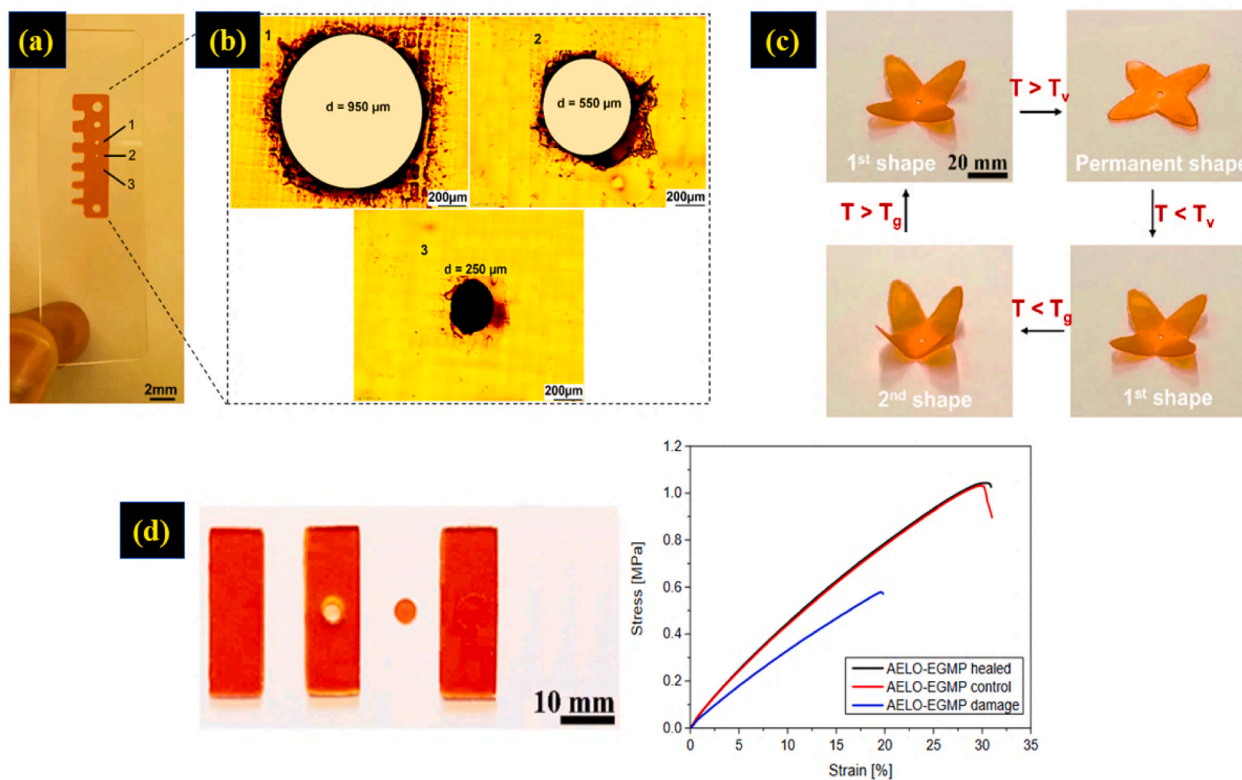 (a)
1
2
3
2mm
(b)
1
d = 950 µm
200µm
2
d = 550 µm
200µm
3
d = 250 µm
200µm
(c)
1st shape
20 mm
T > Tv
Permanent shape
T > Tg
T < Tv
2nd shape
T < Tg
1st shape
(d)
10 mm
Stress [MPa]
1.2
1.0
0.8
0.6
0.4
0.2
0.0
AELO-EGMP healed
AELO-EGMP control
AELO-EGMP damage
0 5 10 15 20 25 30 35
Strain [%]